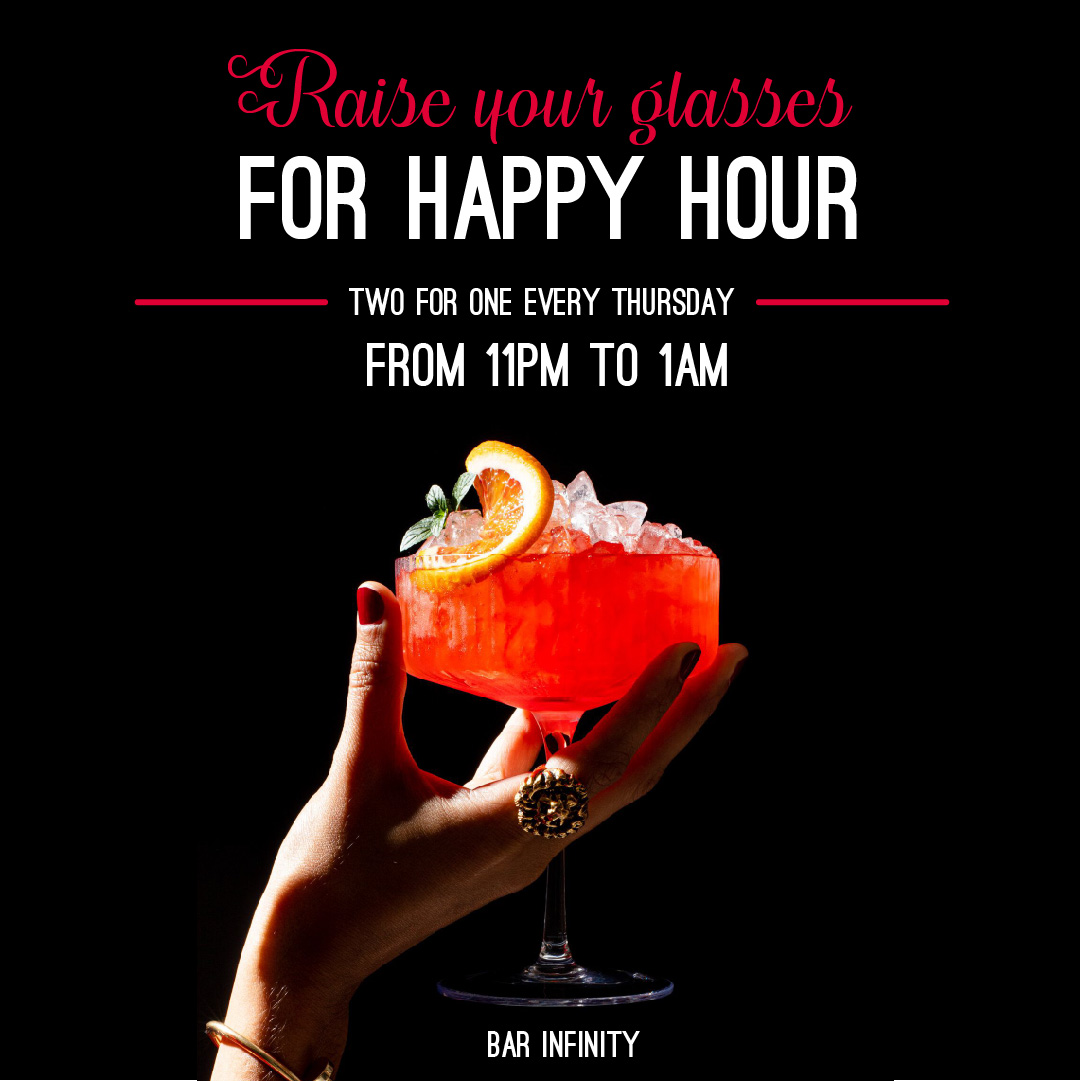 Raise your glasses
FOR HAPPY HOUR
TWO FOR ONE EVERY THURSDAY
FROM 11PM TO 1AM
BAR INFINITY